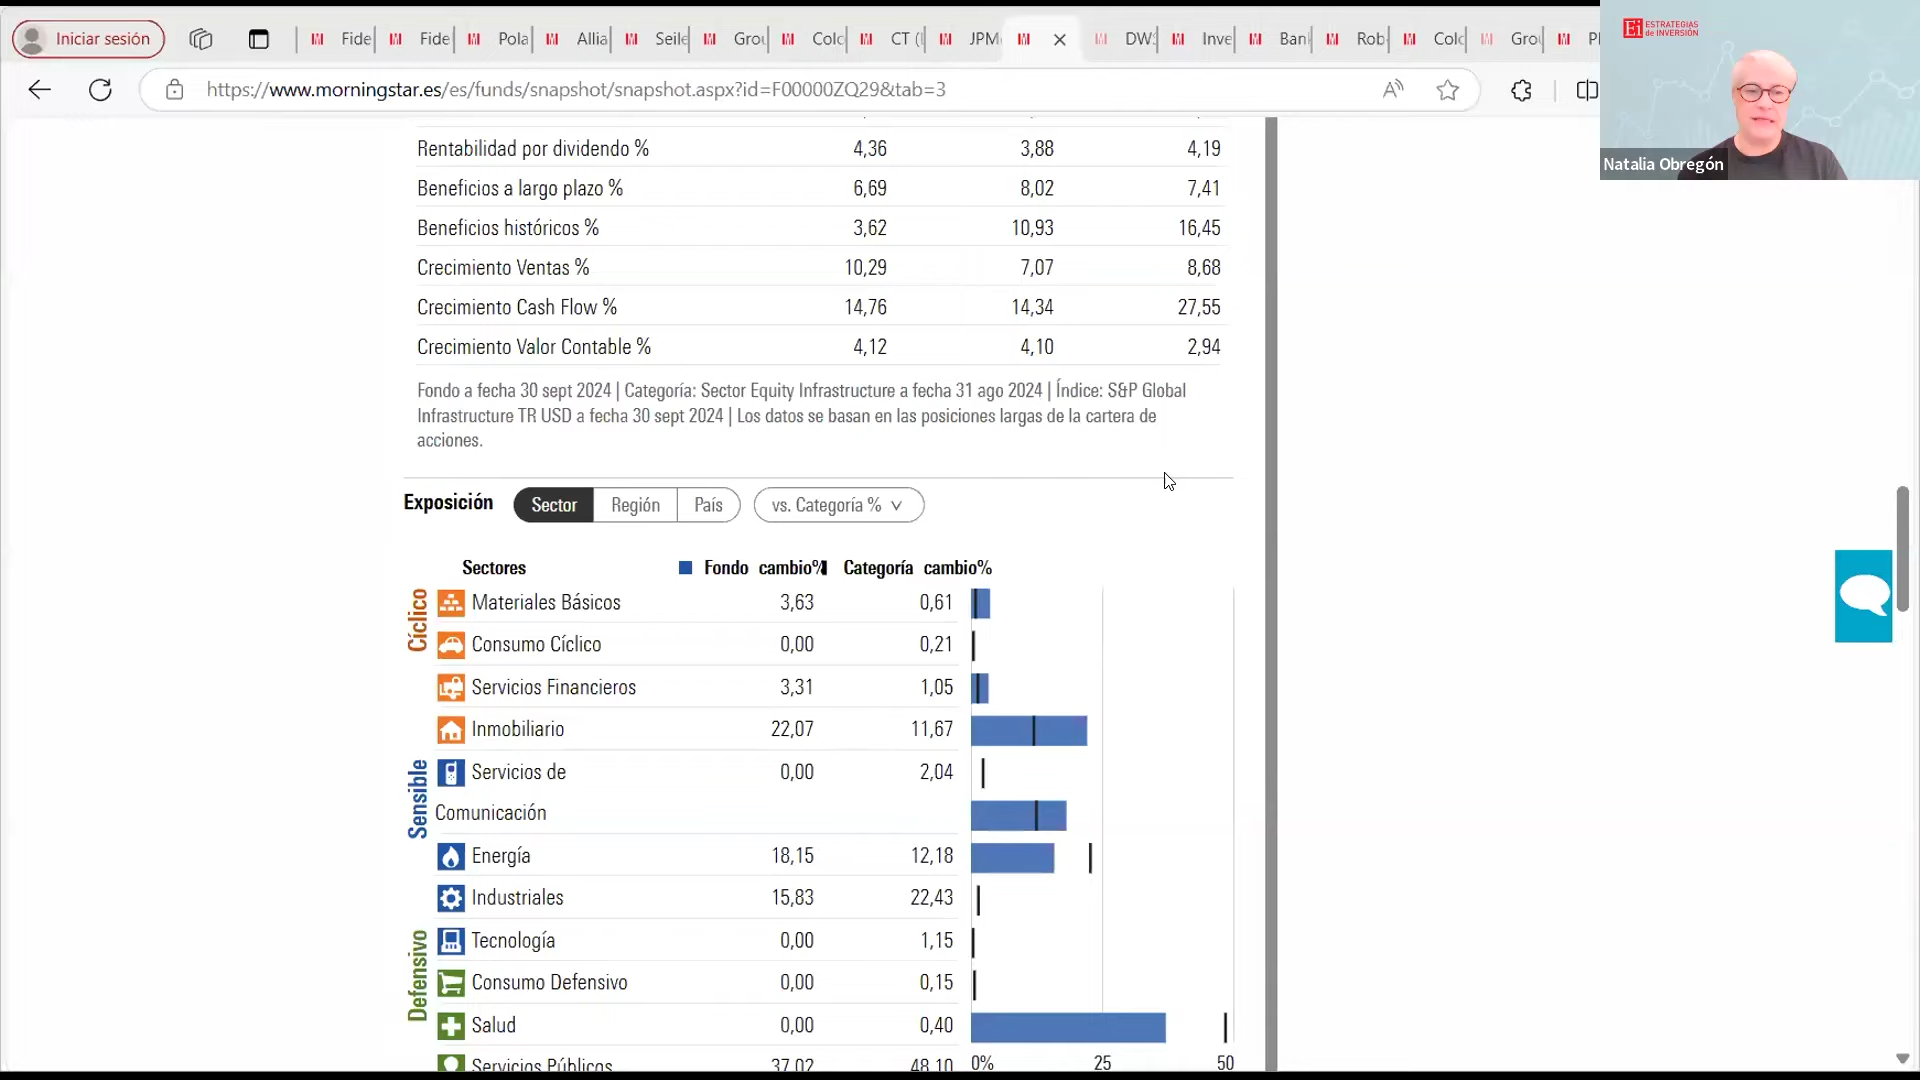 Iniciar sesión
Fide
Fide
Pola
Allia
Seile
Grou
Colo
CT (
JPM
DWS
Inve
Ban
Rob
Colo
Grou
https://www.morningstar.es/es/funds/snapshot/snapshot.aspx?id=F00000ZQ29&tab=3
Ei ESTRATEGIAS
de INVERSIÓN
Natalia Obregón
Rentabilidad por dividendo % 4,36 3,88 4,19
Beneficios a largo plazo % 6,69 8,02 7,41
Beneficios históricos % 3,62 10,93 16,45
Crecimiento Ventas % 10,29 7,07 8,68
Crecimiento Cash Flow % 14,76 14,34 27,55
Crecimiento Valor Contable % 4,12 4,10 2,94
Fondo a fecha 30 sept 2024 | Categoría: Sector Equity Infrastructure a fecha 31 ago 2024 | Índice: S&P Global
Infrastructure TR USD a fecha 30 sept 2024 | Los datos se basan en las posiciones largas de la cartera de
acciones.
Exposición Sector Región País vs. Categoría %
Sectores Fondo cambio% Categoría cambio%
Cíclico
Materiales Básicos 3,63 0,61
Consumo Cíclico 0,00 0,21
Servicios Financieros 3,31 1,05
Inmobiliario 22,07 11,67
Sensible
Servicios de 0,00 2,04
Comunicación
Energía 18,15 12,18
Industriales 15,83 22,43
Tecnología 0,00 1,15
Defensivo
Consumo Defensivo 0,00 0,15
Salud 0,00 0,40
Servicios Públicos 37,02 48,10
0% 25 50